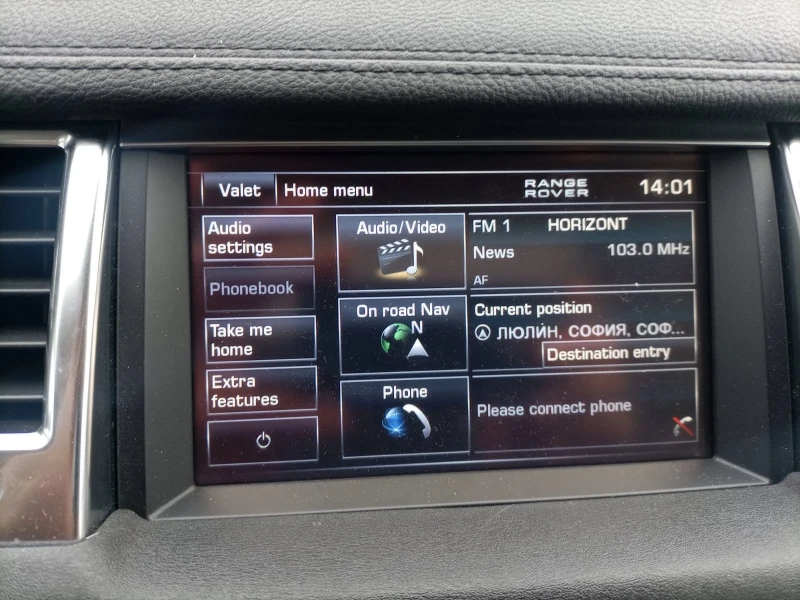 Valet Home menu RANGE ROVER 14:01
Audio settings
Phonebook
Take me home
Extra features
Audio/Video
On road Nav
N
Phone
FM 1 HORIZONT
News 103.0 MHz
AF
Current position
ЛЮЛИН, СОФИЯ, СОФ...
Destination entry
Please connect phone